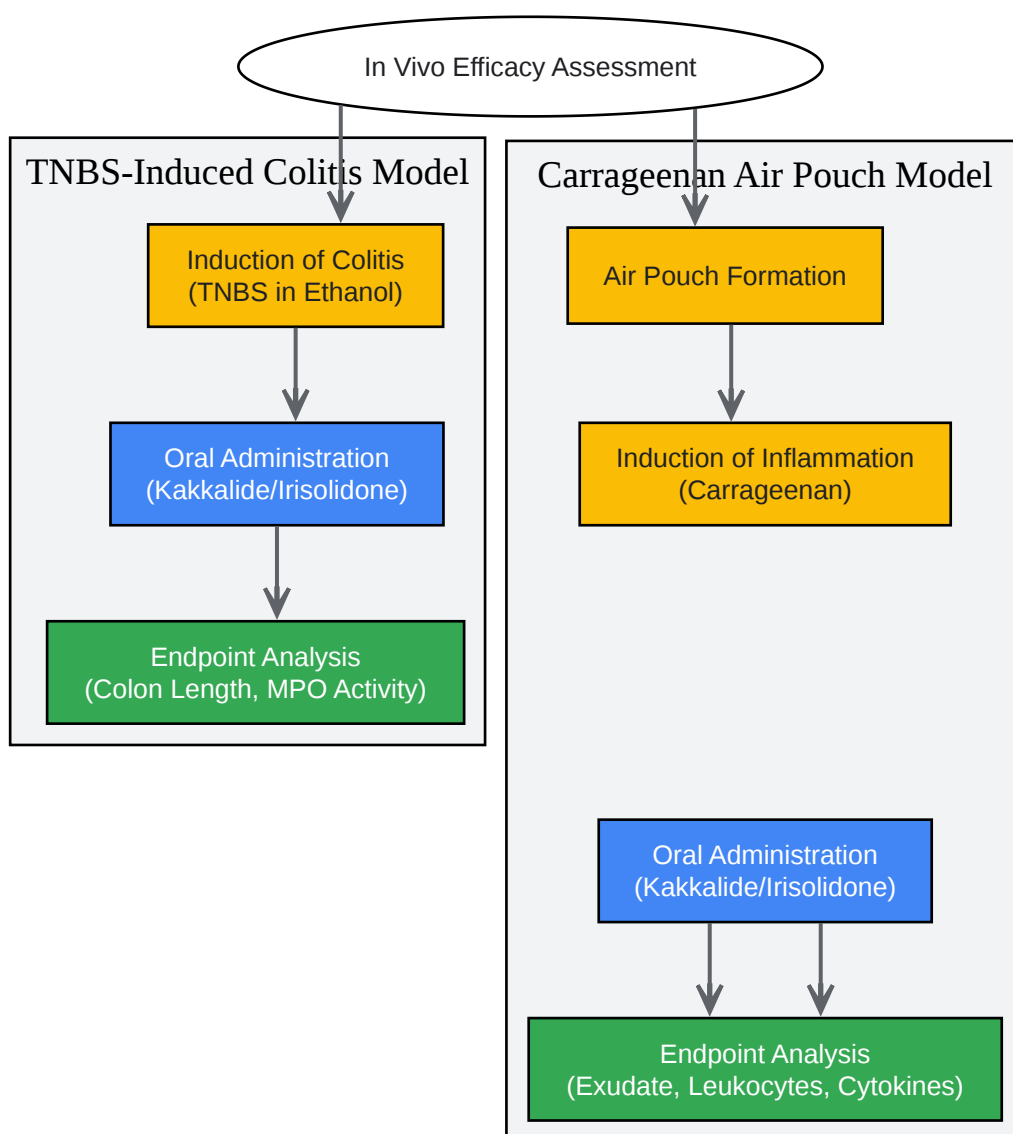 In Vivo Efficacy Assessment
TNBS-Induced Colitis Model
Induction of Colitis
(TNBS in Ethanol)
Oral Administration
(Kakkalide/Irisolidone)
Endpoint Analysis
(Colon Length, MPO Activity)
Carrageenan Air Pouch Model
Air Pouch Formation
Induction of Inflammation
(Carrageenan)
Oral Administration
(Kakkalide/Irisolidone)
Endpoint Analysis
(Exudate, Leukocytes, Cytokines)